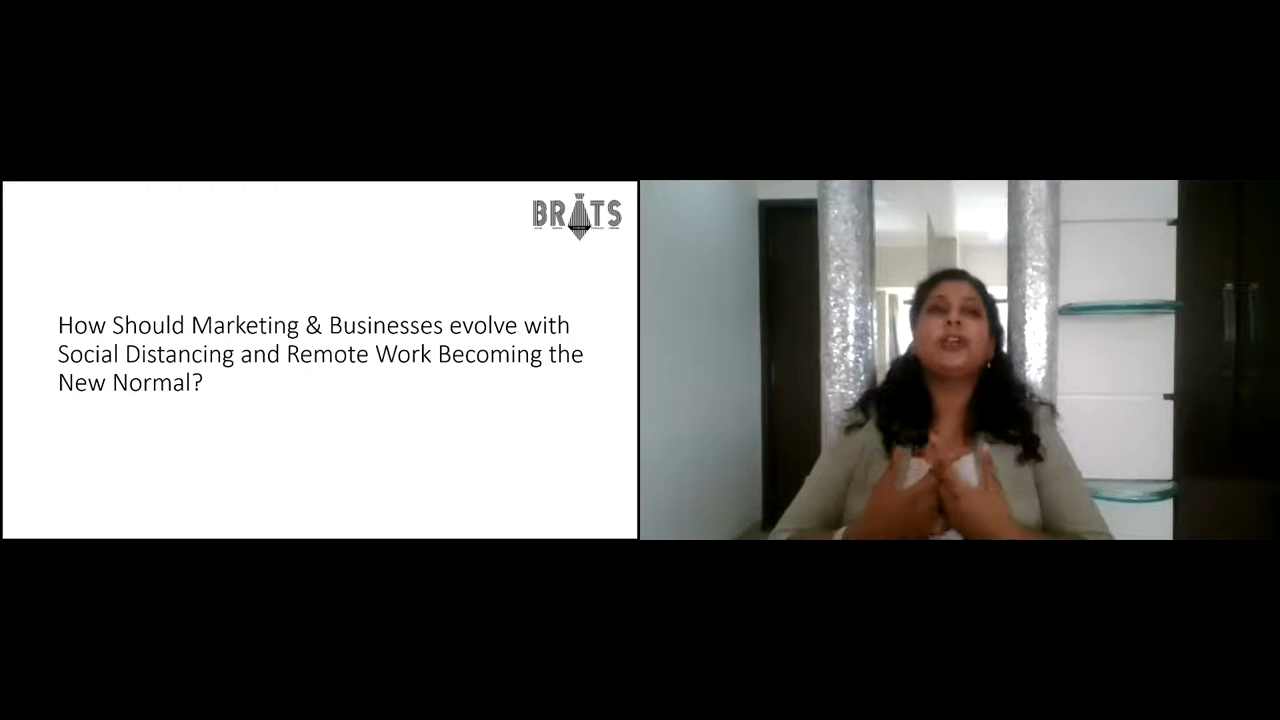 BRATS
How Should Marketing & Businesses evolve with
Social Distancing and Remote Work Becoming the
New Normal?